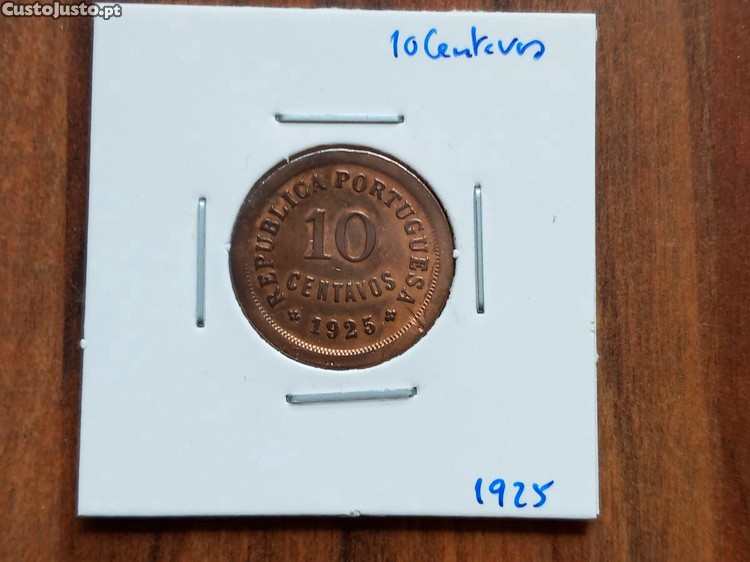 CustoJusto.pt
10 Centavos
REPUBLICA PORTUGUESA
10
CENTAVOS
* 1925 *
1925